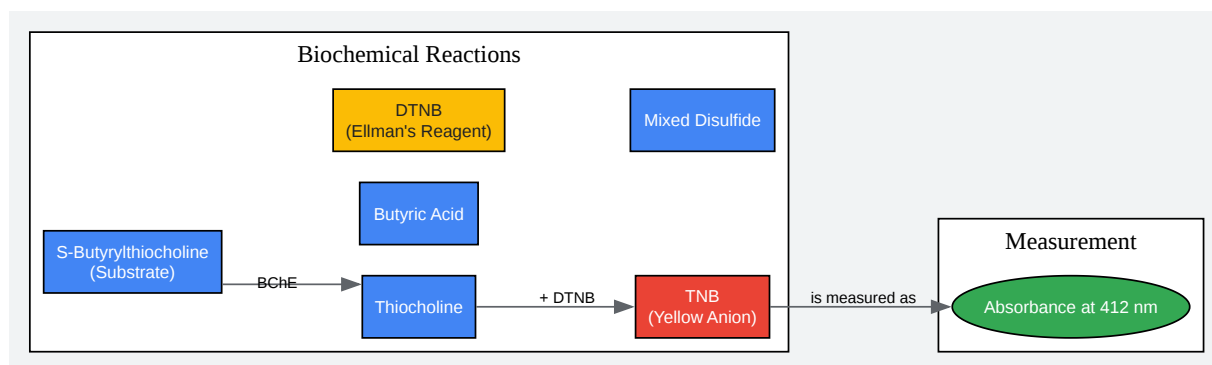 Biochemical Reactions
DTNB
(Ellman's Reagent)
Mixed Disulfide
Butyric Acid
S-Butyrylthiocholine
(Substrate)
BChE
Thiocholine
+ DTNB
TNB
(Yellow Anion)
is measured as
Measurement
Absorbance at 412 nm